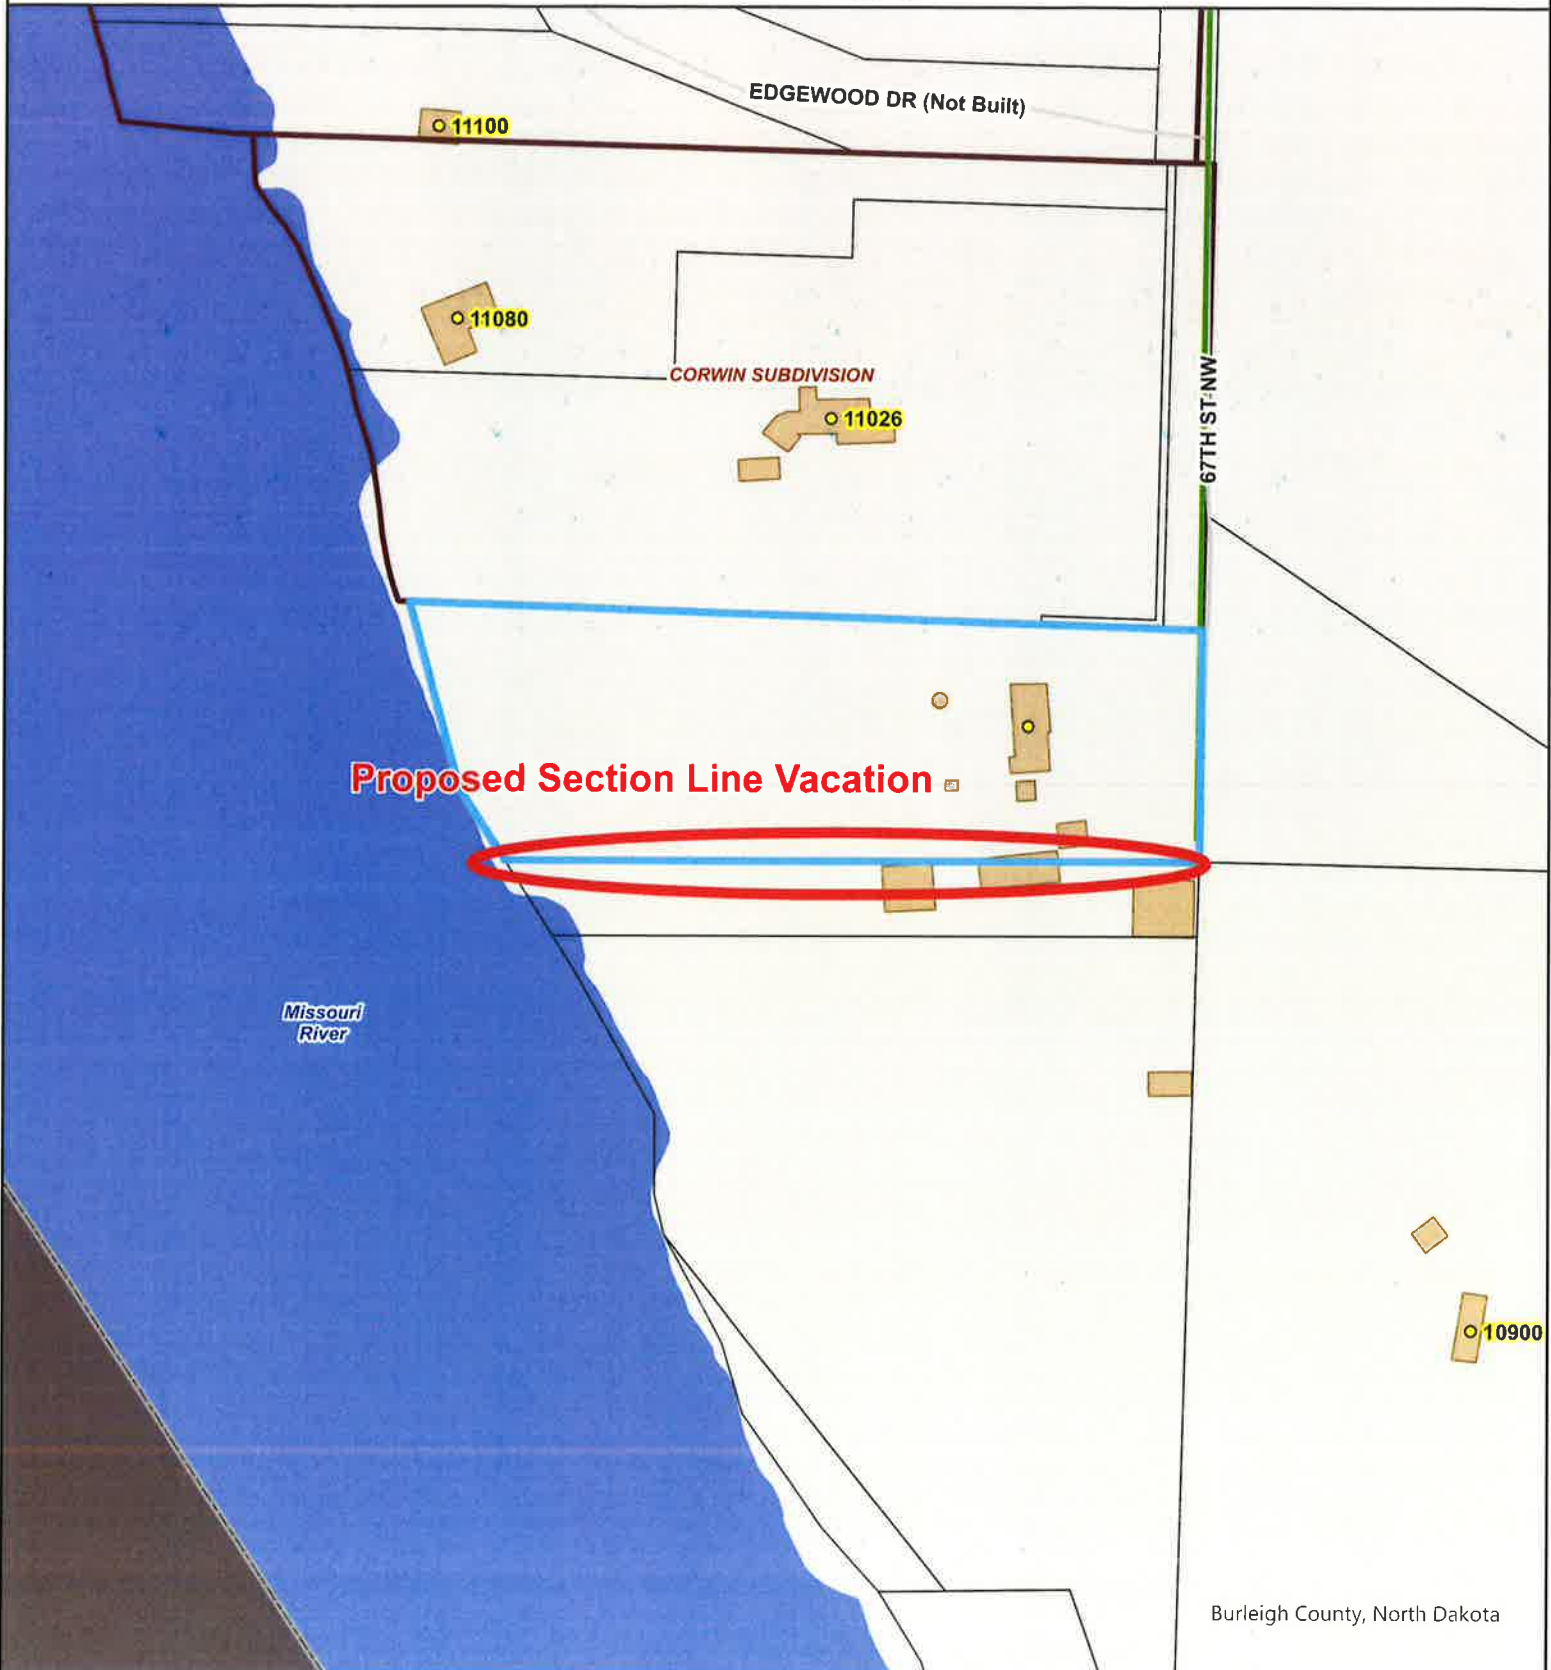 EDGEWOOD DR (Not Built)
11100
11080
CORWIN SUBDIVISION
11026
67TH ST NW
Proposed Section Line Vacation
Missouri
River
10900
Burleigh County, North Dakota